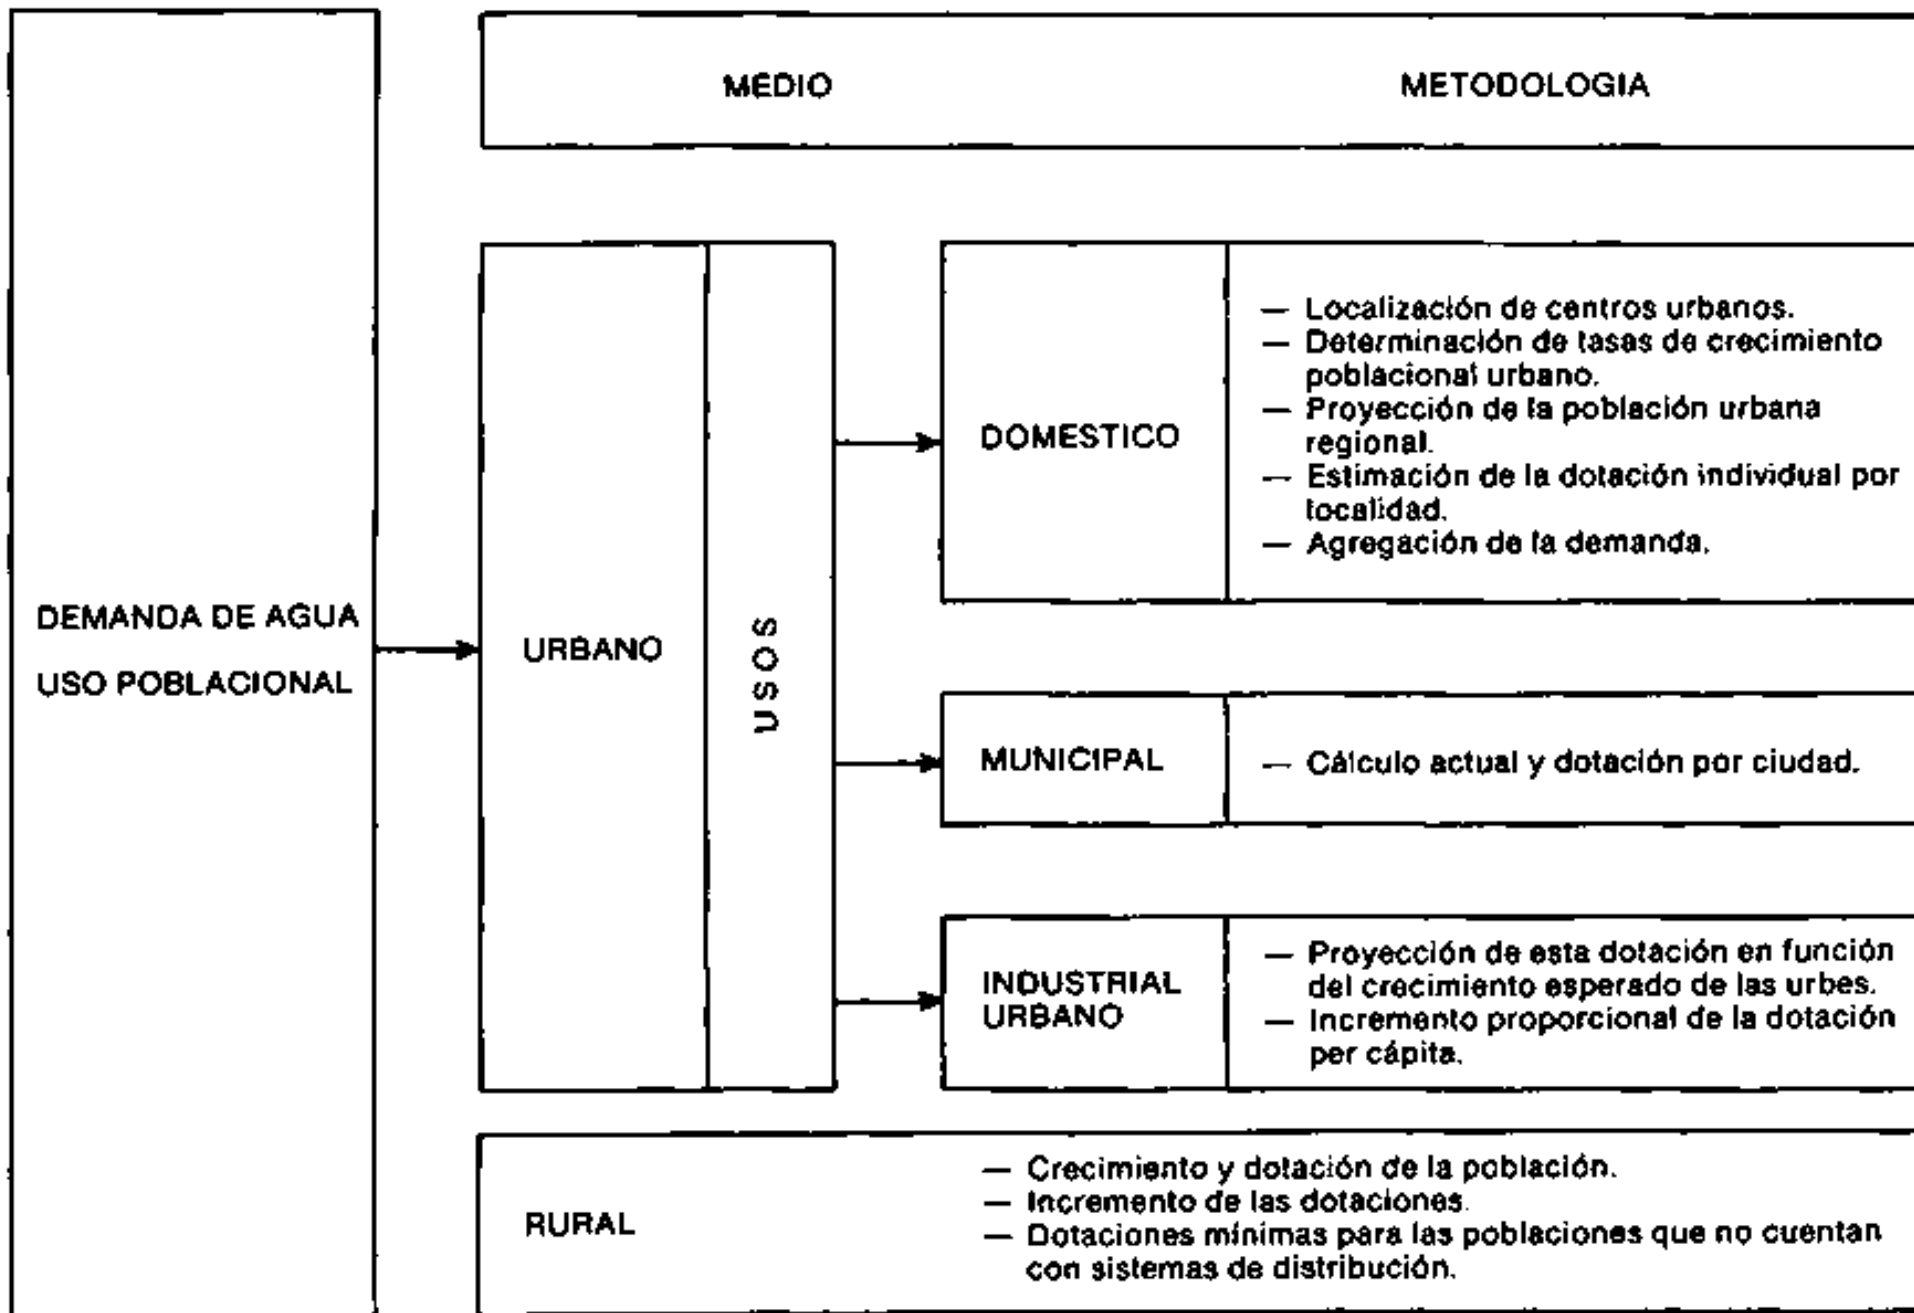 MEDIO METODOLOGIA
DEMANDA DE AGUA
USO POBLACIONAL
URBANO
USOS
DOMESTICO
— Localización de centros urbanos.
— Determinación de tasas de crecimiento
poblacional urbano.
— Proyección de la población urbana
regional.
— Estimación de la dotación individual por
localidad.
— Agregación de la demanda.
MUNICIPAL
— Cálculo actual y dotación por ciudad.
INDUSTRIAL
URBANO
— Proyección de esta dotación en función
del crecimiento esperado de las urbes.
— Incremento proporcional de la dotación
per cápita.
RURAL
— Crecimiento y dotación de la población.
— Incremento de las dotaciones.
— Dotaciones mínimas para las poblaciones que no cuentan
con sistemas de distribución.